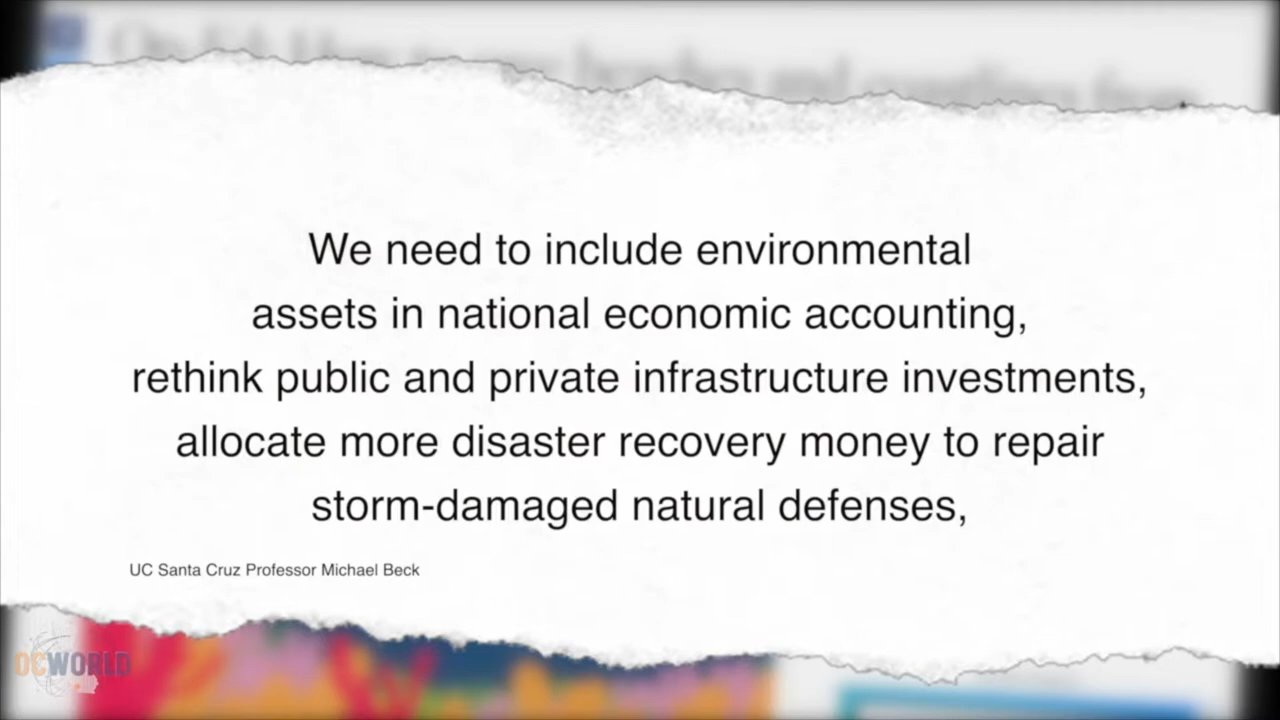 We need to include environmental
assets in national economic accounting,
rethink public and private infrastructure investments,
allocate more disaster recovery money to repair
storm-damaged natural defenses,
UC Santa Cruz Professor Michael Beck
OCWORLD